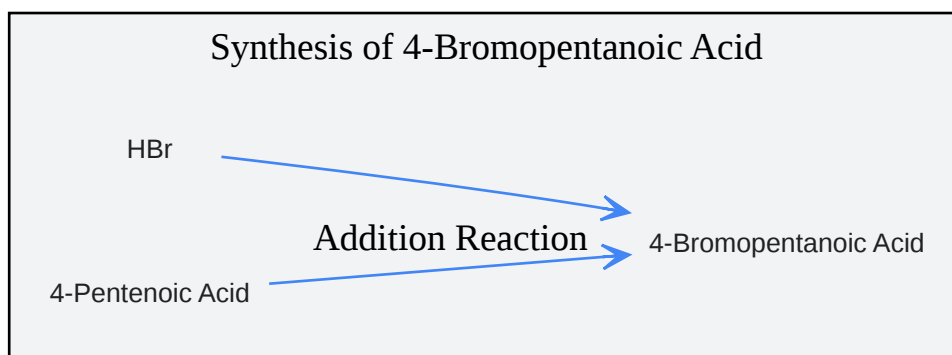 Synthesis of 4-Bromopentanoic Acid
HBr
Addition Reaction
4-Bromopentanoic Acid
4-Pentenoic Acid